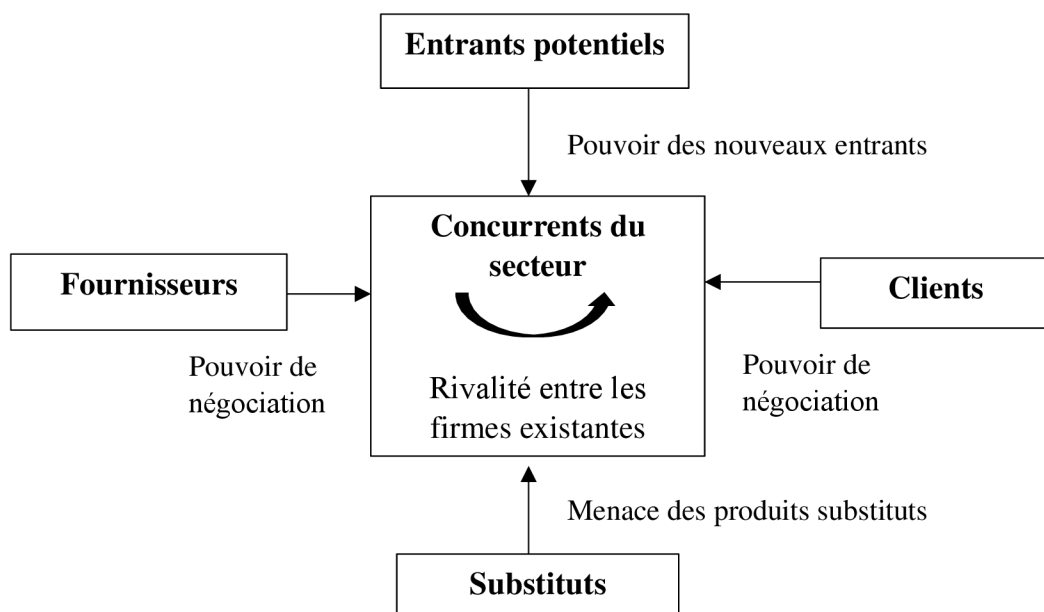 Entrants potentiels
Pouvoir des nouveaux entrants
Concurrents du
secteur
Fournisseurs
Clients
Pouvoir de
négociation
Rivalité entre les
firmes existantes
Pouvoir de
négociation
Menace des produits substituts
Substituts